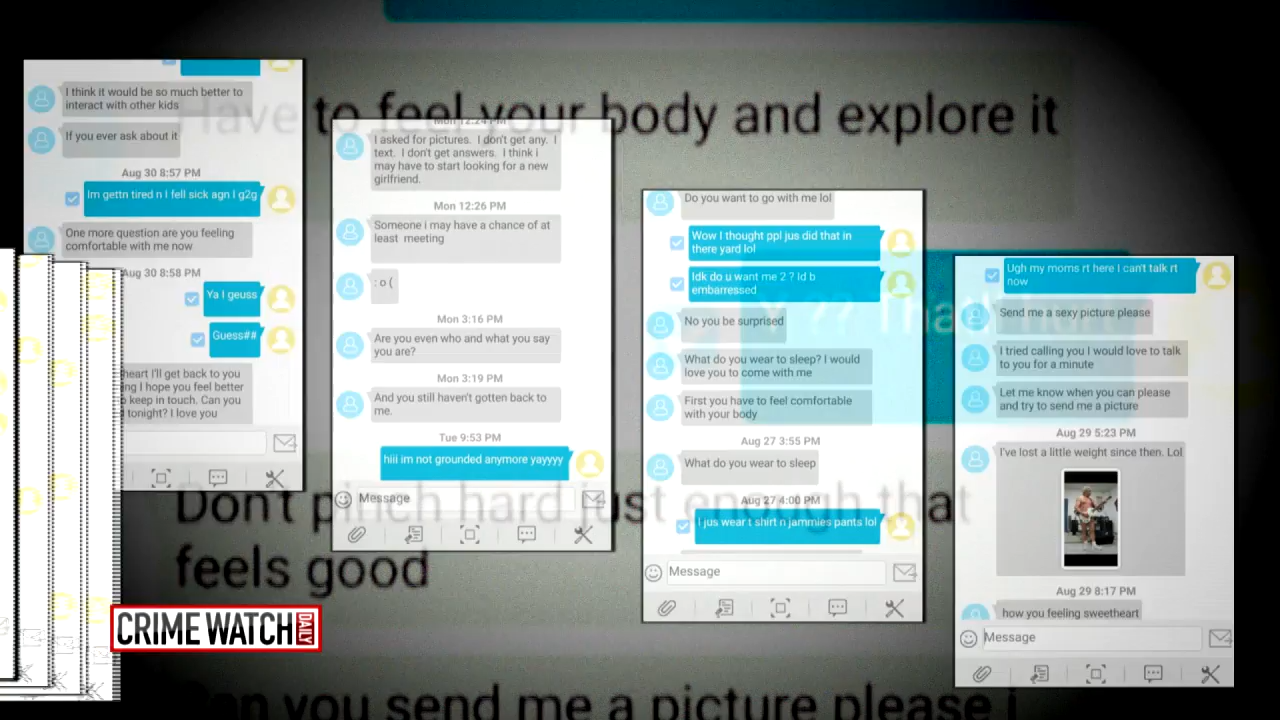 Have to feel your body and explore it
I think it would be so much better to
interact with other kids
If you ever ask about it
Aug 30 8:57 PM
Im gettn tired n I fell sick agn I g2g
One more question are you feeling
comfortable with me now
Aug 30 8:58 PM
Ya I geuss
Guess##
heart I'll get back to you
ng I hope you feel better
keep in touch. Can you
tonight? I love you
Mon 12:24 PM
I asked for pictures. I don't get any. I
text. I don't get answers. I think i
may have to start looking for a new
girlfriend.
Mon 12:26 PM
Someone i may have a chance of at
least meeting
: o (
Mon 3:16 PM
Are you even who and what you say
you are?
Mon 3:19 PM
And you still haven't gotten back to
me.
Tue 9:53 PM
hiii im not grounded anymore yayyyy
Message
Do you want to go with me lol
Wow I thought ppl jus did that in
there yard lol
Idk do u want me 2 ? Id b
embarressed
No you be surprised
What do you wear to sleep? I would
love you to come with me
First you have to feel comfortable
with your body
Aug 27 3:55 PM
What do you wear to sleep
Aug 27 4:00 PM
I jus wear t shirt n jammies pants lol
Message
Ugh my moms rt here I can't talk rt
now
Send me a sexy picture please
I tried calling you I would love to talk
to you for a minute
Let me know when you can please
and try to send me a picture
Aug 29 5:23 PM
I've lost a little weight since then. Lol
Aug 29 8:17 PM
how you feeling sweetheart
Message
Don't pinch hard just enough that
feels good
CRIME WATCH DAILY
you send me a picture please i